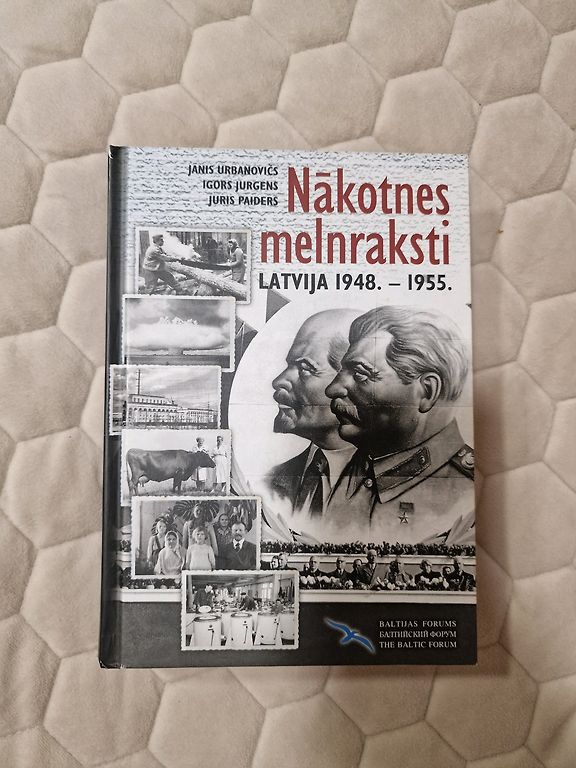 JĀNIS URBANOVIČS
IGORS JURGENS
JURIS PAIDERS
Nākotnes
melnraksti
LATVIJA 1948. – 1955.
BALTIJAS FORUMS
БАЛТИЙСКИЙ ФОРУМ
THE BALTIC FORUM